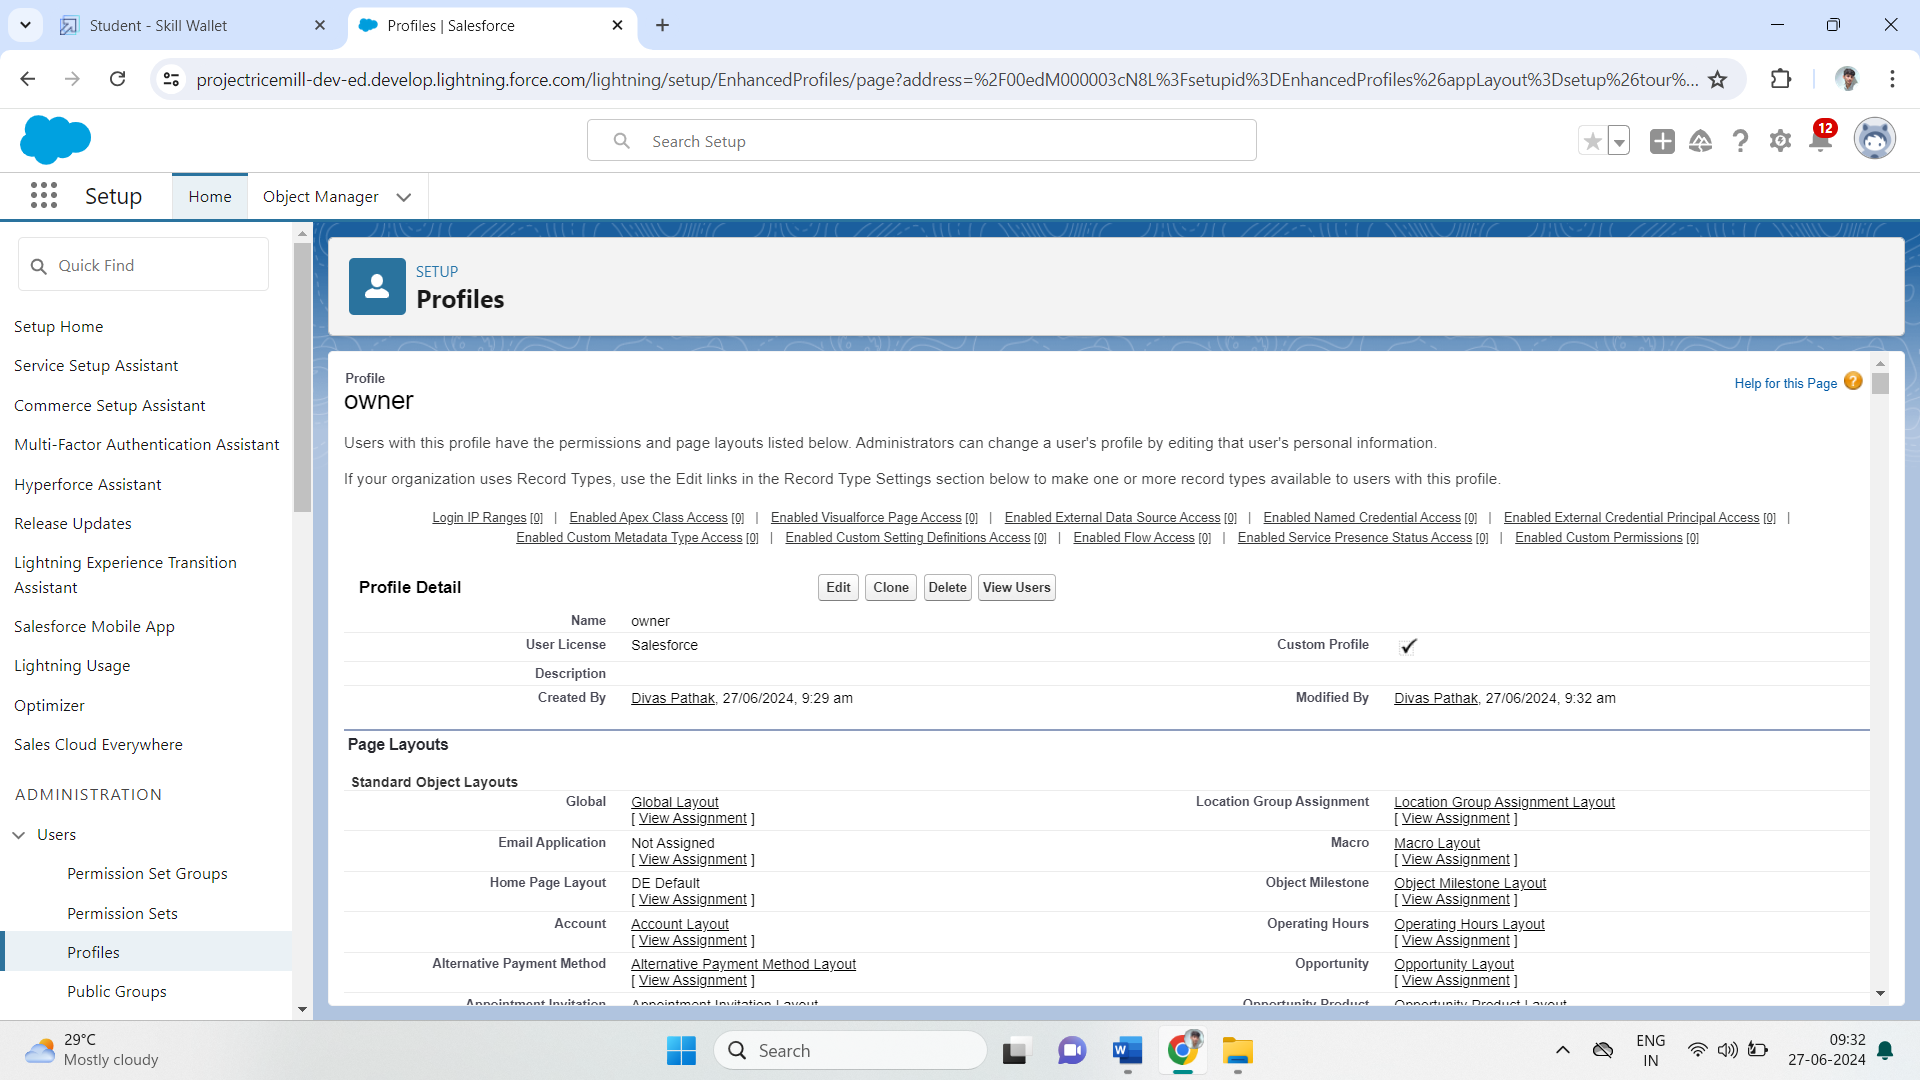 Student - Skill Wallet
Profiles | Salesforce
projectricemill-dev-ed.develop.lightning.force.com/lightning/setup/EnhancedProfiles/page?address=%2F00edM000003cN8L%3Fsetupid%3DEnhancedProfiles%26appLayout%3Dsetup%26tour%...
Search Setup
12
Setup
Home
Object Manager
Quick Find
Setup Home
Service Setup Assistant
Commerce Setup Assistant
Multi-Factor Authentication Assistant
Hyperforce Assistant
Release Updates
Lightning Experience Transition
Assistant
Salesforce Mobile App
Lightning Usage
Optimizer
Sales Cloud Everywhere
ADMINISTRATION
Users
Permission Set Groups
Permission Sets
Profiles
Public Groups
SETUP
Profiles
Profile
owner
Help for this Page ?
Users with this profile have the permissions and page layouts listed below. Administrators can change a user's profile by editing that user's personal information.
If your organization uses Record Types, use the Edit links in the Record Type Settings section below to make one or more record types available to users with this profile.
Login IP Ranges [0] | Enabled Apex Class Access [0] | Enabled Visualforce Page Access [0] | Enabled External Data Source Access [0] | Enabled Named Credential Access [0] | Enabled External Credential Principal Access [0] |
Enabled Custom Metadata Type Access [0] | Enabled Custom Setting Definitions Access [0] | Enabled Flow Access [0] | Enabled Service Presence Status Access [0] | Enabled Custom Permissions [0]
Profile Detail Edit Clone Delete View Users
Name owner
User License Salesforce Custom Profile ✓
Description
Created By Divas Pathak, 27/06/2024, 9:29 am Modified By Divas Pathak, 27/06/2024, 9:32 am
Page Layouts
Standard Object Layouts
Global Global Layout Location Group Assignment Location Group Assignment Layout
[ View Assignment ] [ View Assignment ]
Email Application Not Assigned Macro Macro Layout
[ View Assignment ] [ View Assignment ]
Home Page Layout DE Default Object Milestone Object Milestone Layout
[ View Assignment ] [ View Assignment ]
Account Account Layout Operating Hours Operating Hours Layout
[ View Assignment ] [ View Assignment ]
Alternative Payment Method Alternative Payment Method Layout Opportunity Opportunity Layout
[ View Assignment ] [ View Assignment ]
Appointment Invitation Appointment Invitation Layout Opportunity Product Opportunity Product Layout
29°C
Mostly cloudy
Search
ENG
IN
09:32
27-06-2024